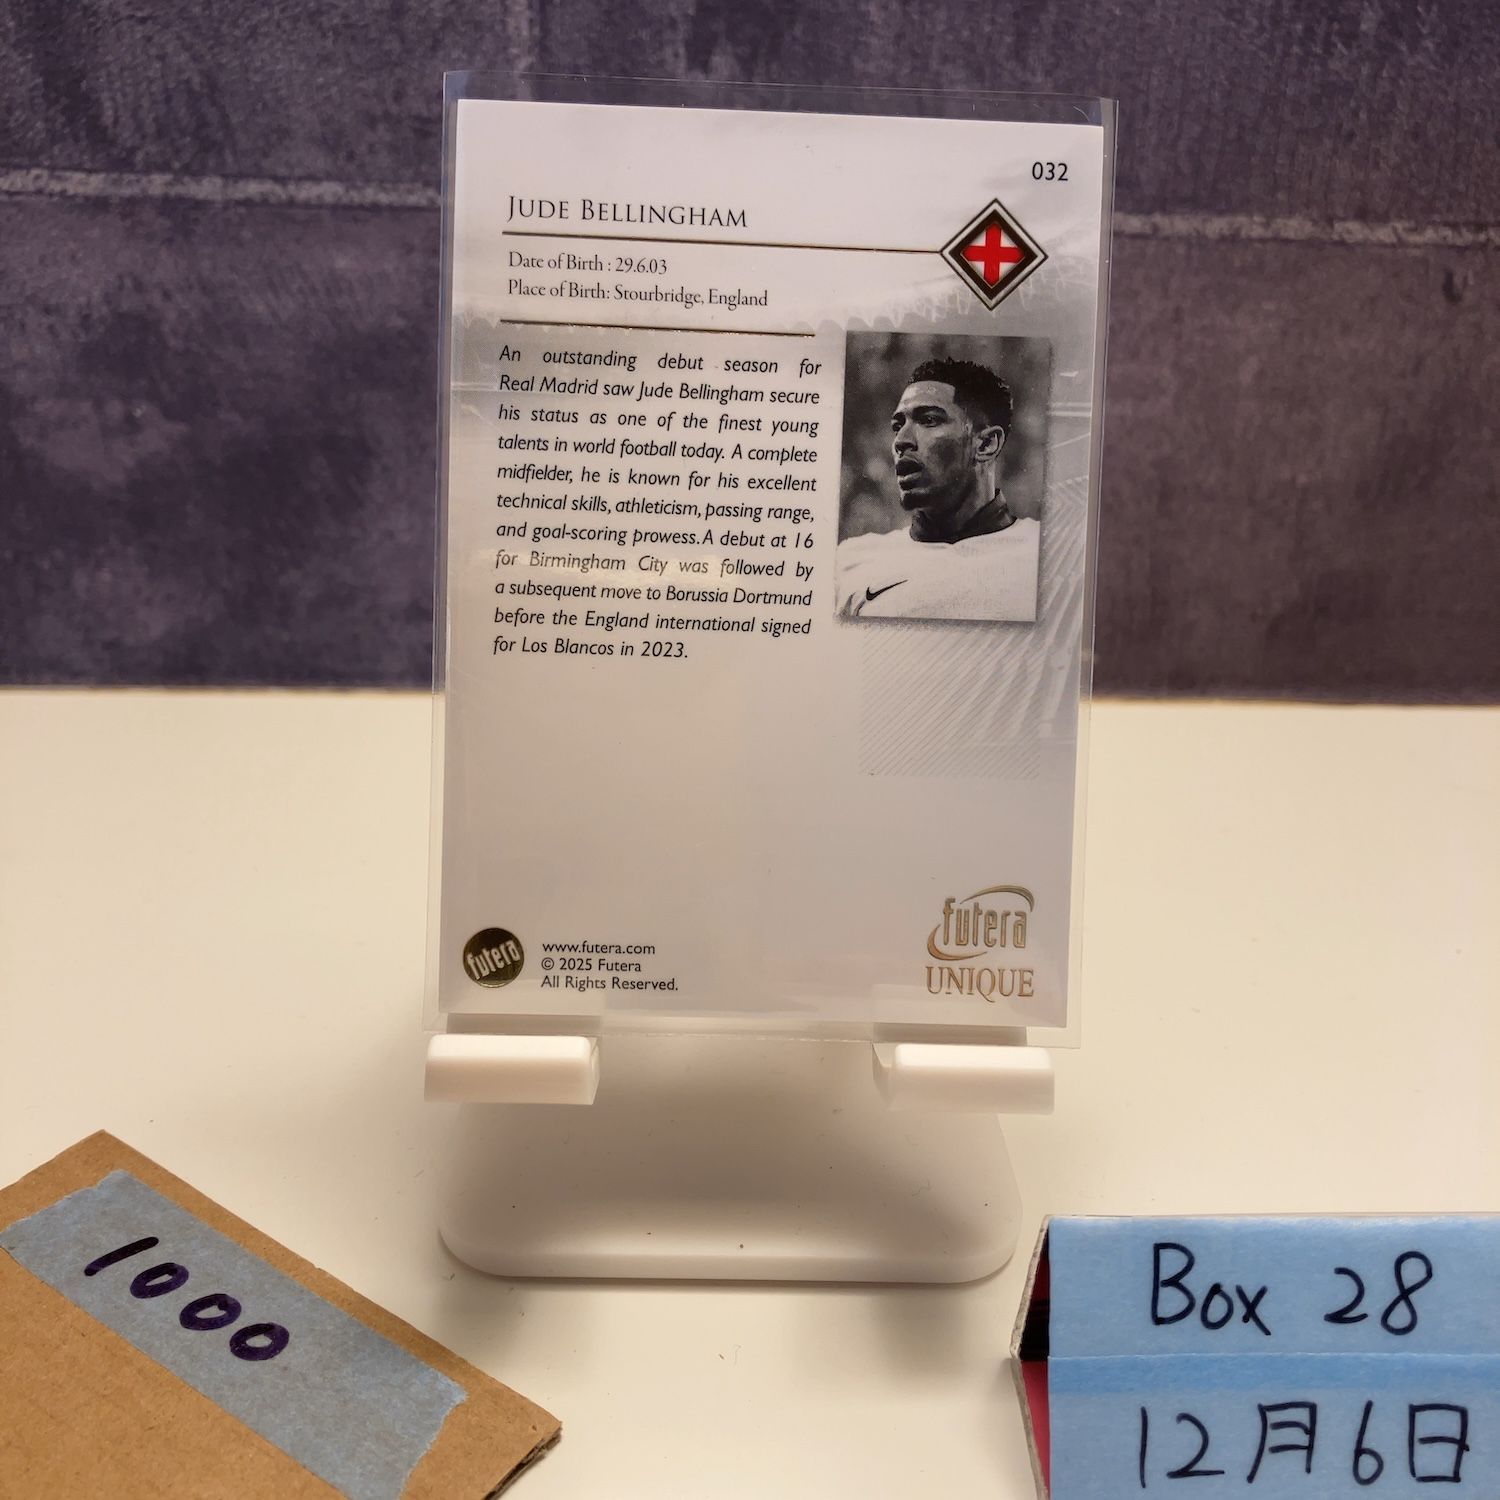 032
JUDE BELLINGHAM
Date of Birth : 29.6.03
Place of Birth: Stourbridge, England
An outstanding debut season for
Real Madrid saw Jude Bellingham secure
his status as one of the finest young
talents in world football today. A complete
midfielder, he is known for his excellent
technical skills, athleticism, passing range,
and goal-scoring prowess. A debut at 16
for Birmingham City was followed by
a subsequent move to Borussia Dortmund
before the England international signed
for Los Blancos in 2023.
futera
www.futera.com
© 2025 Futera
All Rights Reserved.
futera
UNIQUE
1000
Box 28
12月6日